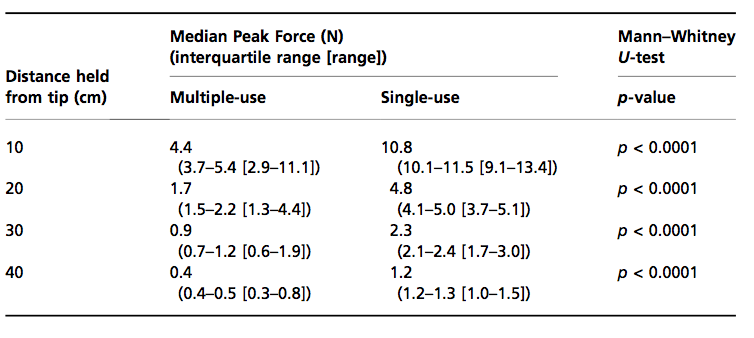 Median Peak Force (N) Mann–Whitney
(interquartile range [range]) U-test
Distance held
from tip (cm) Multiple-use Single-use p-value
10 4.4 10.8 p < 0.0001
(3.7–5.4 [2.9–11.1]) (10.1–11.5 [9.1–13.4])
20 1.7 4.8 p < 0.0001
(1.5–2.2 [1.3–4.4]) (4.1–5.0 [3.7–5.1])
30 0.9 2.3 p < 0.0001
(0.7–1.2 [0.6–1.9]) (2.1–2.4 [1.7–3.0])
40 0.4 1.2 p < 0.0001
(0.4–0.5 [0.3–0.8]) (1.2–1.3 [1.0–1.5])